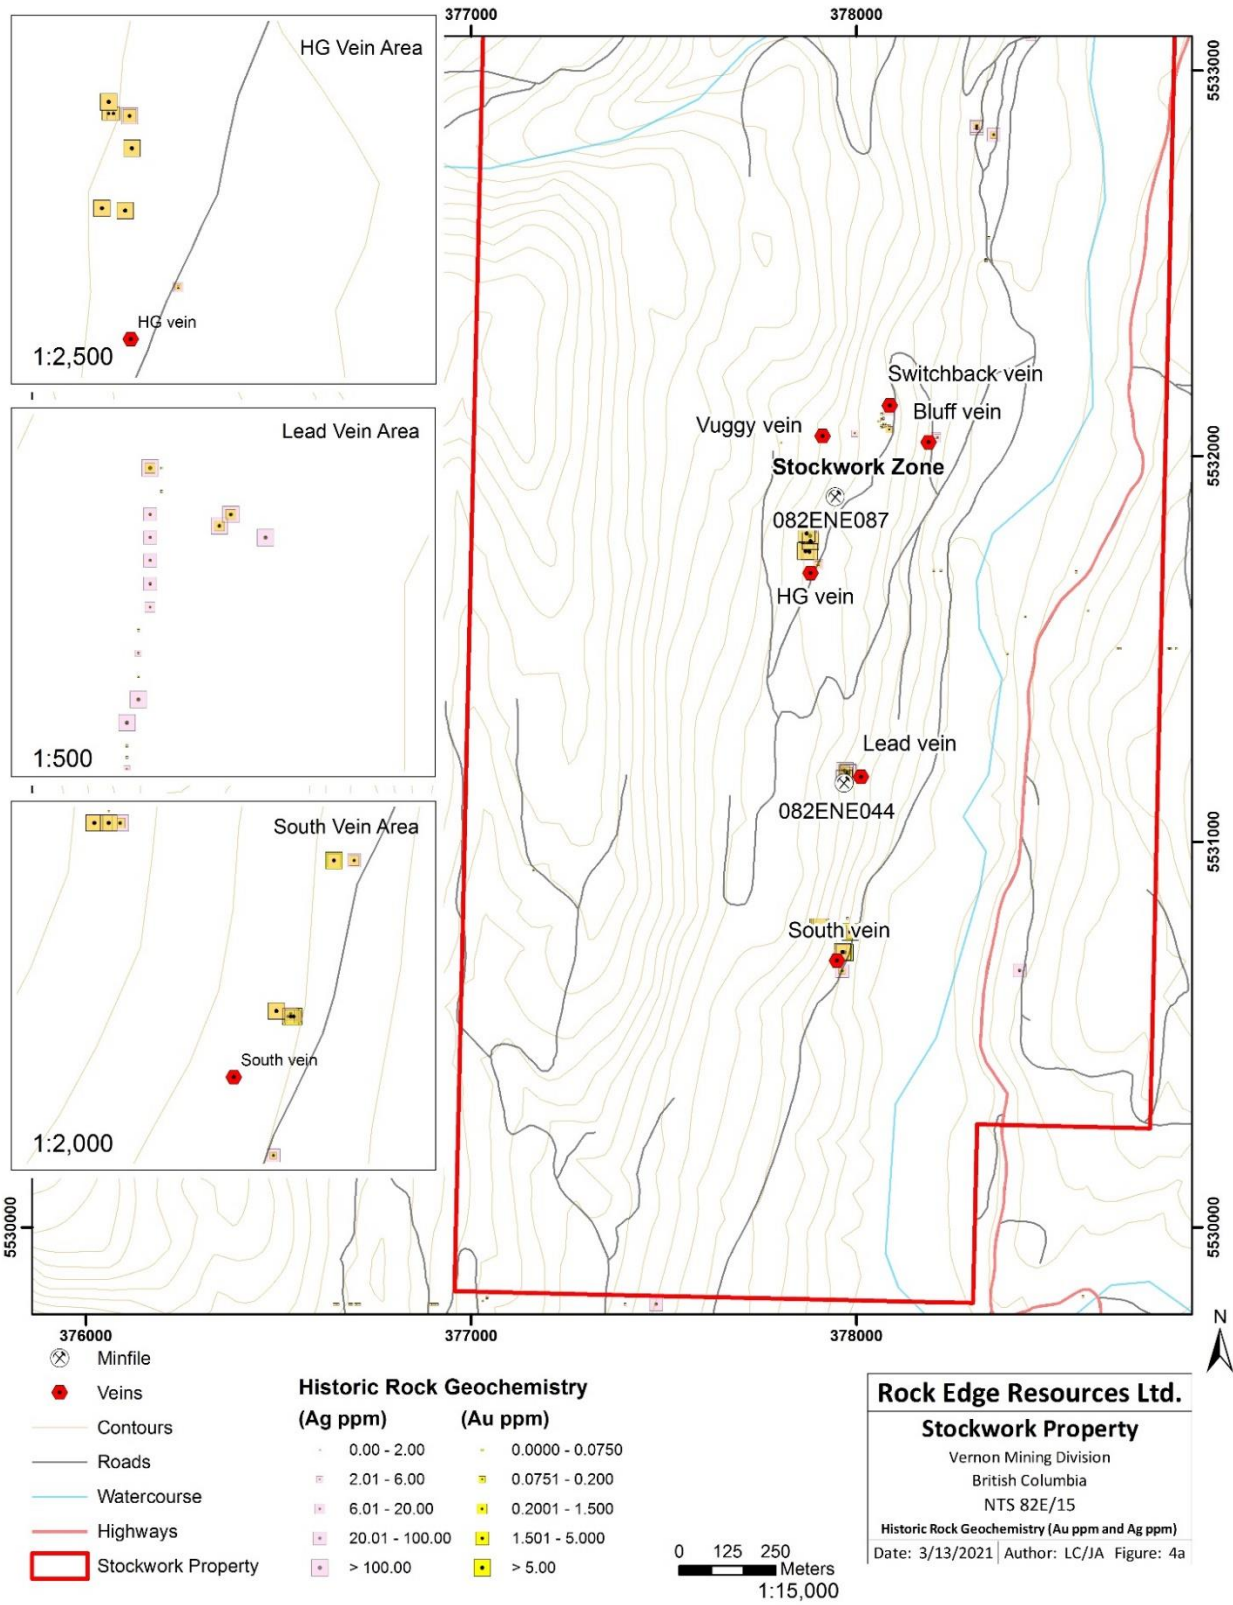 377000
378000
HG Vein Area
HG vein
1:2,500
Lead Vein Area
1:500
South Vein Area
South vein
1:2,000
5533000
5532000
5531000
5530000
5530000
Switchback vein
Bluff vein
Vuggy vein
Stockwork Zone
082ENE087
HG vein
Lead vein
082ENE044
South vein
376000
377000
378000
N
Minfile
Veins
Contours
Roads
Watercourse
Highways
Stockwork Property
Historic Rock Geochemistry
(Ag ppm) (Au ppm)
0.00 - 2.00 0.0000 - 0.0750
2.01 - 6.00 0.0751 - 0.200
6.01 - 20.00 0.2001 - 1.500
20.01 - 100.00 1.501 - 5.000
> 100.00 > 5.00
0 125 250
Meters
1:15,000
Rock Edge Resources Ltd.
Stockwork Property
Vernon Mining Division
British Columbia
NTS 82E/15
Historic Rock Geochemistry (Au ppm and Ag ppm)
Date: 3/13/2021 Author: LC/JA Figure: 4a